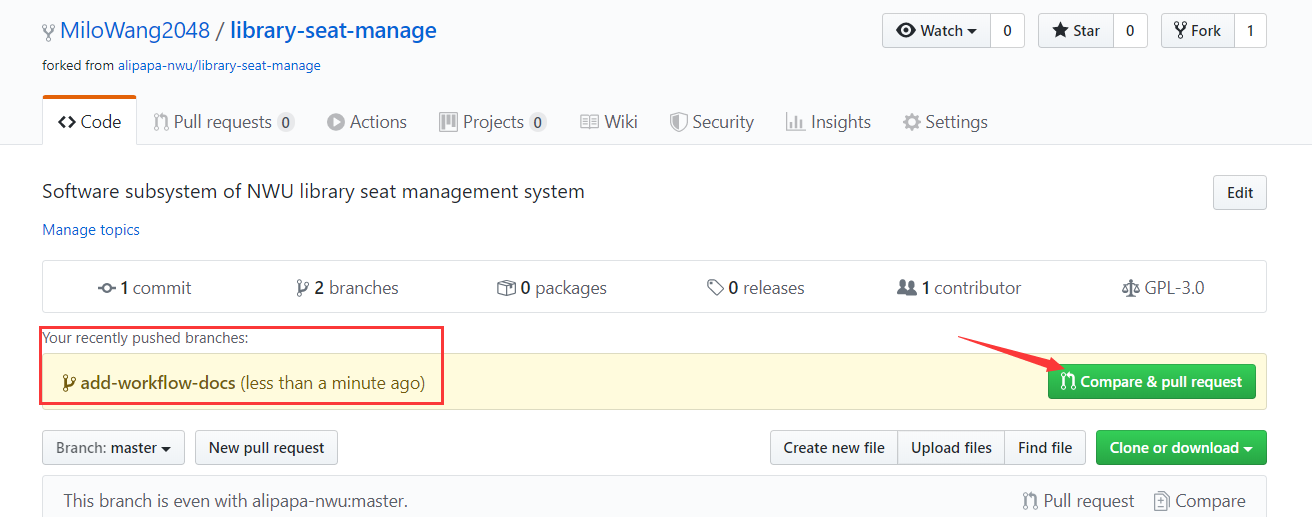 MiloWang2048 / library-seat-manage Watch 0 Star 0 Fork 1
forked from alipapa-nwu/library-seat-manage
Code Pull requests 0 Actions Projects 0 Wiki Security Insights Settings
Software subsystem of NWU library seat management system Edit
Manage topics
1 commit 2 branches 0 packages 0 releases 1 contributor GPL-3.0
Your recently pushed branches:
add-workflow-docs (less than a minute ago) Compare & pull request
Branch: master New pull request Create new file Upload files Find file Clone or download
This branch is even with alipapa-nwu:master. Pull request Compare